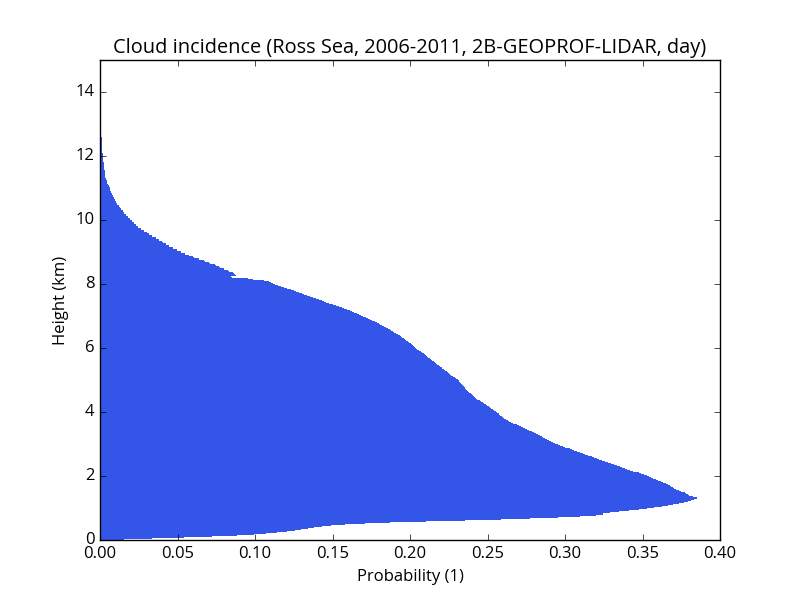 Cloud incidence (Ross Sea, 2006-2011, 2B-GEOPROF-LIDAR, day)
14
12
10
8
6
4
2
0
Height (km)
0.00 0.05 0.10 0.15 0.20 0.25 0.30 0.35 0.40
Probability (1)